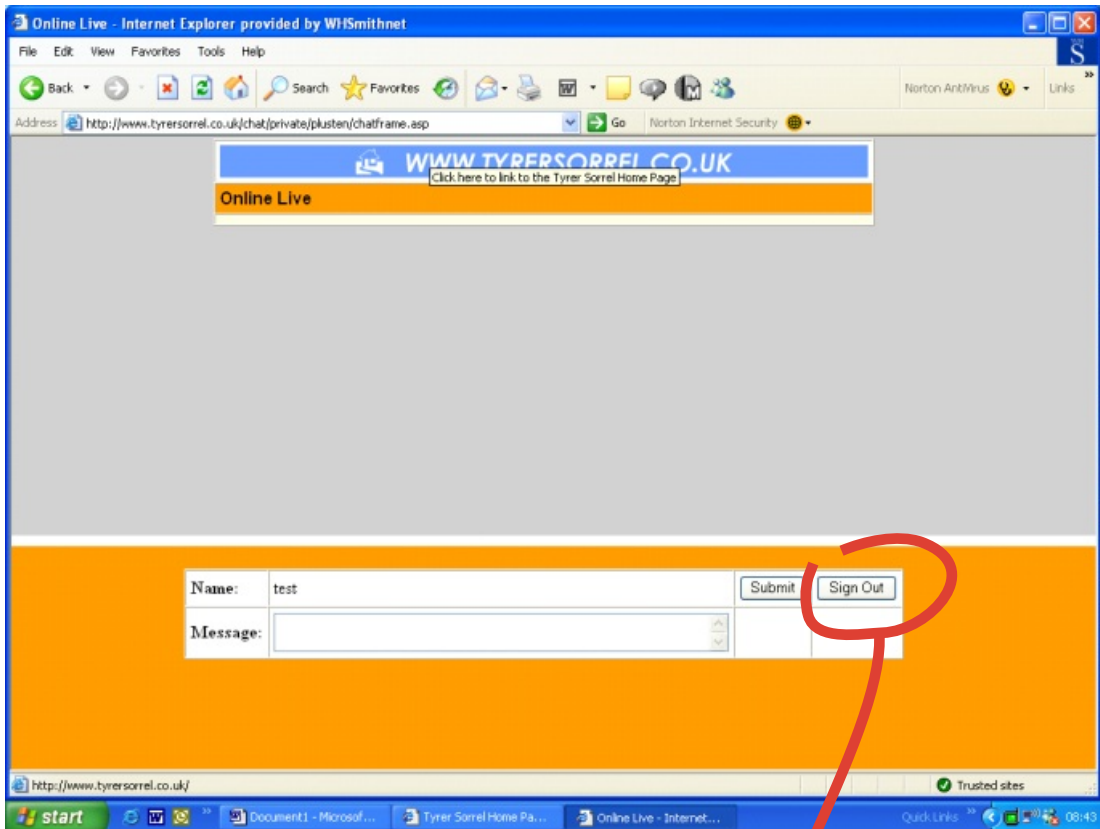 Online Live - Internet Explorer provided by WHSmithnet
File Edit View Favorites Tools Help
S
Back Search Favorites Norton AntiVirus Links
Address http://www.tyrersorrel.co.uk/chat/private/plusten/chatframe.asp Go Norton Internet Security
WWW.TYRERSORREL.CO.UK
Click here to link to the Tyrer Sorrel Home Page
Online Live
Name: test Submit Sign Out
Message:
http://www.tyrersorrel.co.uk/ Trusted sites
start Document1 - Microsof... Tyrer Sorrel Home Pa... Online Live - Internet... Quick Links 08:43